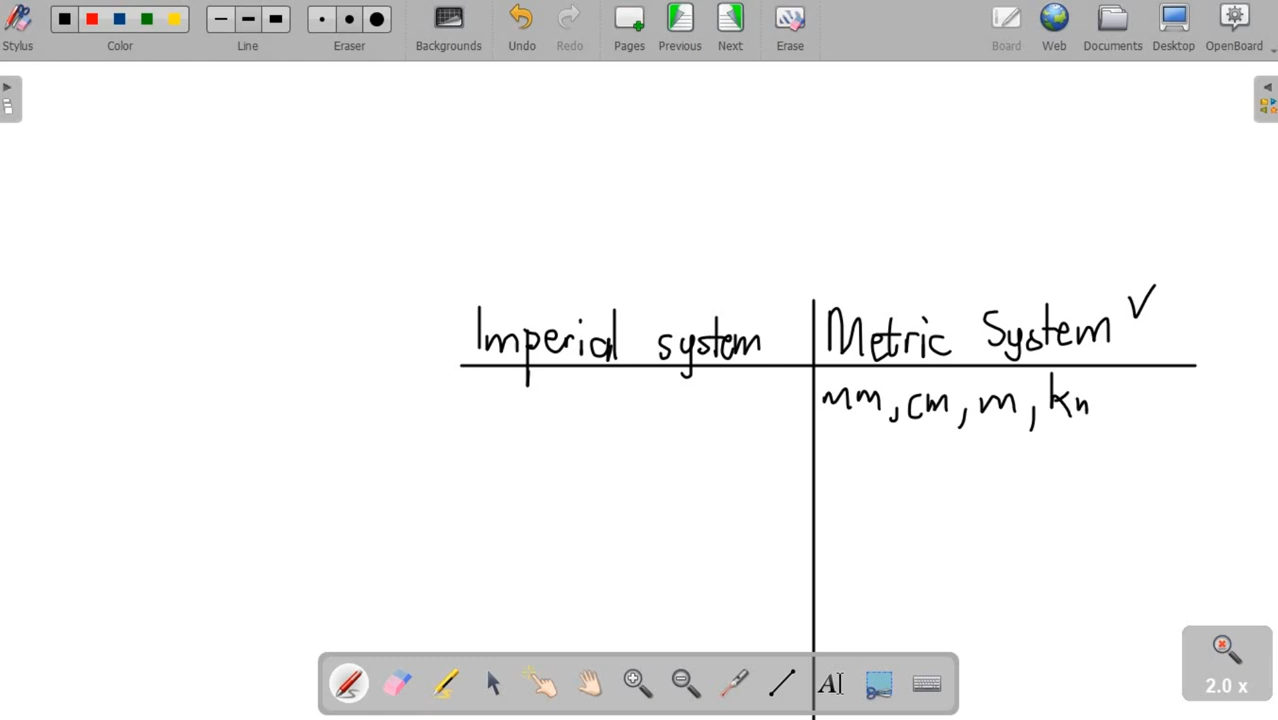 Stylus Color Line Eraser Backgrounds Undo Redo Pages Previous Next Erase Board Web Documents Desktop OpenBoard
Imperial system Metric System ✓
mm, cm, m, kn
2.0 x